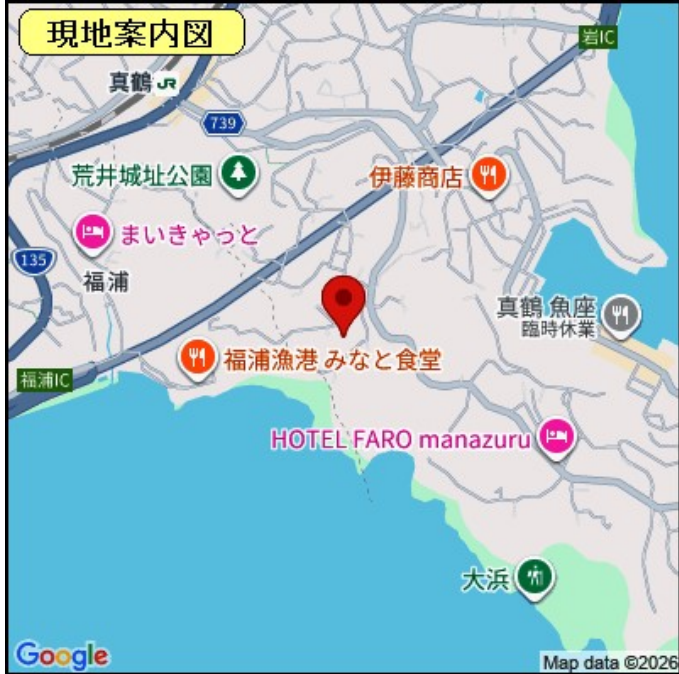 現地案内図
岩IC
真鶴 JR
739
荒井城址公園
伊藤商店
まいきゃっと
135
福浦
真鶴 魚座
臨時休業
福浦漁港 みなと食堂
福浦IC
HOTEL FARO manazuru
大浜
Google
Map data ©2026